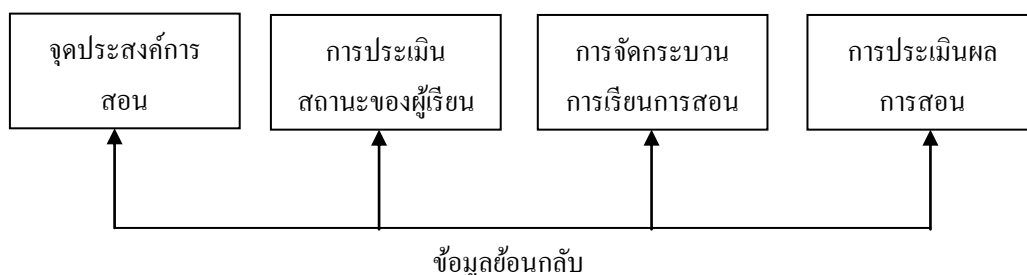 จุดประสงค์การ
สอน
การประเมิน
สถานะของผู้เรียน
การจัดกระบวน
การเรียนการสอน
การประเมินผล
การสอน
ข้อมูลย้อนกลับ